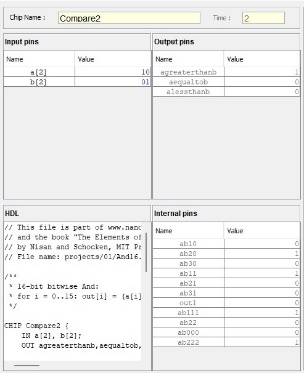 Chip Name : Compare2 Time : 2
Input pins Output pins
Name Value Name Value
a[2] 10 agreaterthanb 1
b[2] 01 aequaltob 0
alessthanb 0
HDL Internal pins
// This file is part of www.nanc Name Value
// and the book "The Elements of ab10 0
// by Nisan and Schocken, MIT Pr ab20 1
// File name: projects/01/And16. ab30 0
/** ab11 1
* 16-bit bitwise And: ab21 0
* for i = 0..15: out[i] = (a[i] ab31 0
*/ out1 0
CHIP Compare2 { ab111 1
IN a[2], b[2]; ab22 0
OUT agreaterthanb,aequaltob, ab000 0
ab222 1